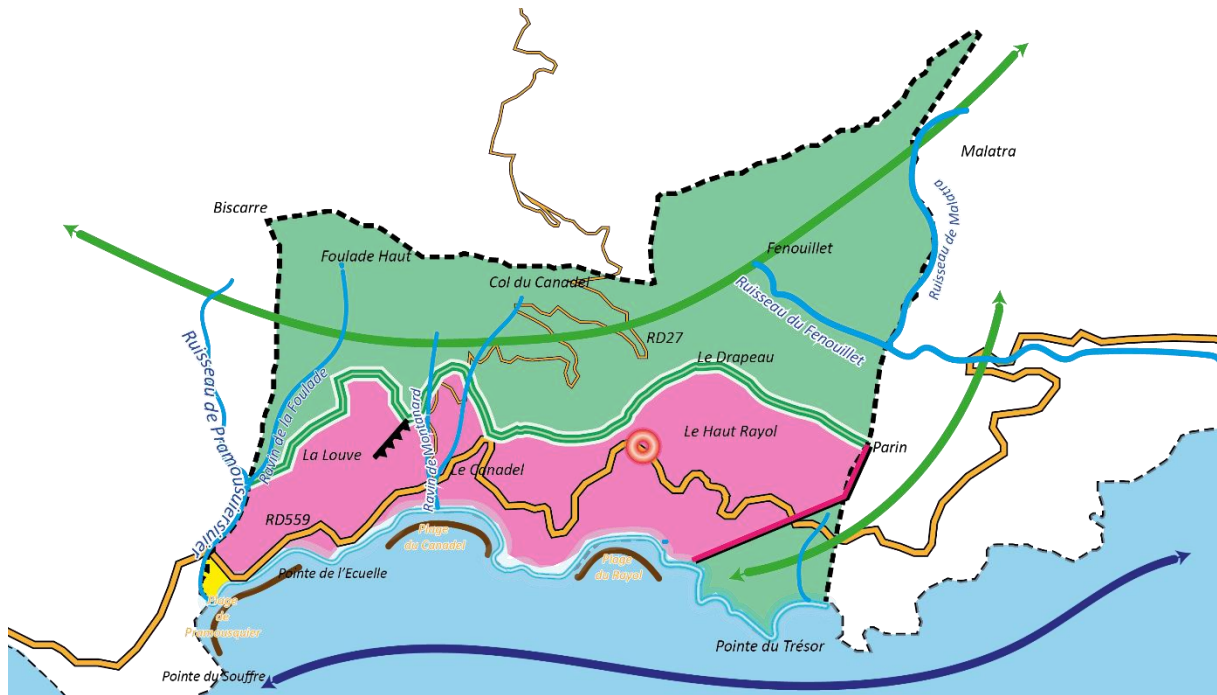 Malatra
Biscarre
Ruisseau de Malatra
Foulade Haut
Fenouillet
Col du Canadel
Ruisseau du Fenouillet
RD27
Ruisseau de Pramousquier
Le Drapeau
Ravin de la Foulade
Ravin de Montanard
La Louve
Le Canadel
Le Haut Rayol
Parin
RD559
Plage
du Canadel
Plage
du Rayol
Pointe de l'Ecuelle
Plage
de
Pramousquier
Pointe du Trésor
Pointe du Souffre